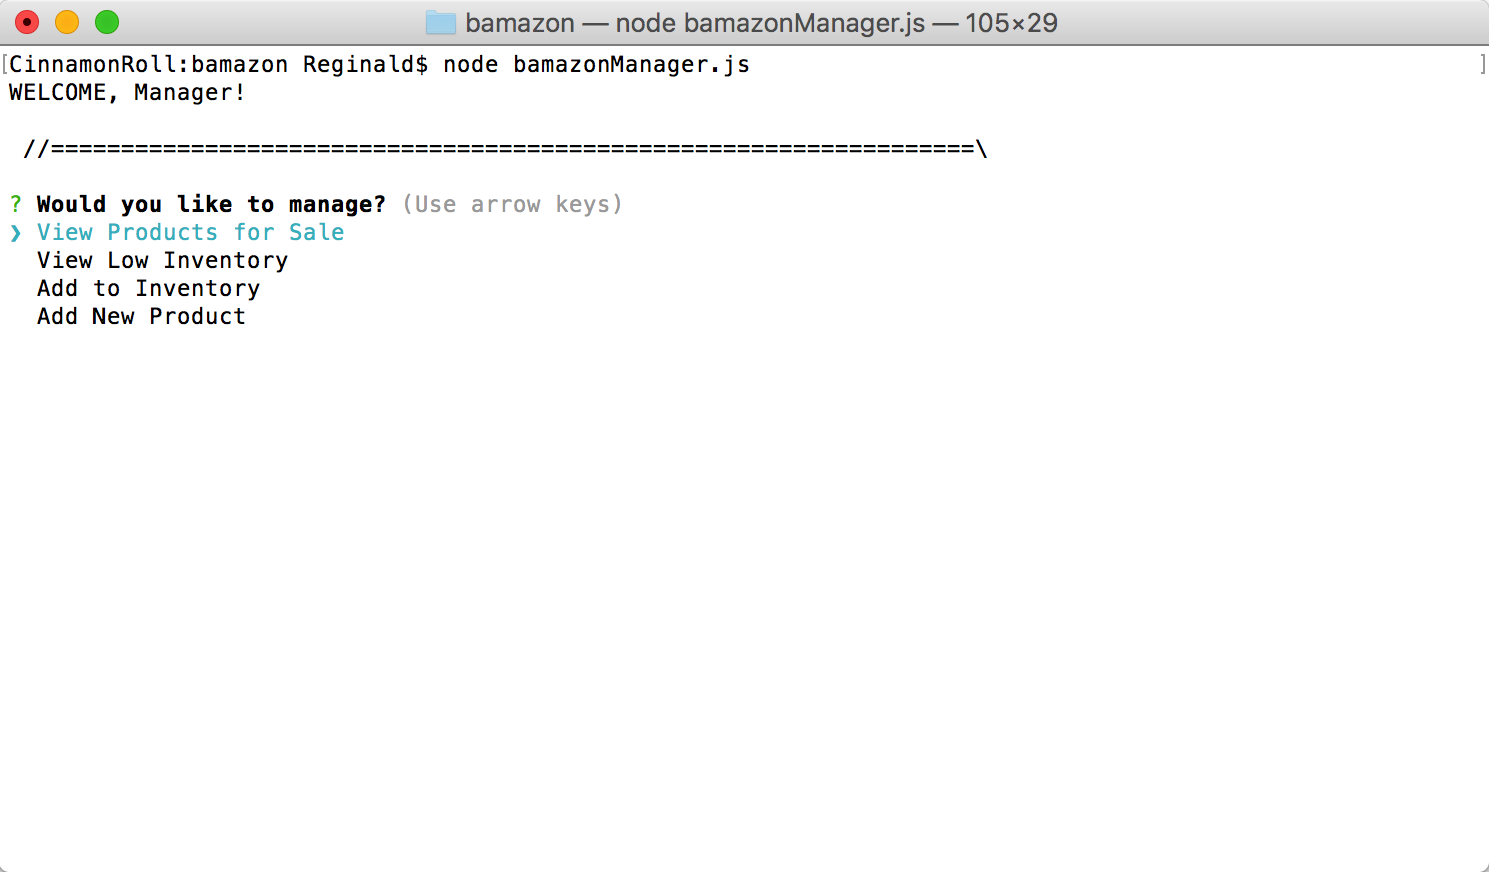 bamazon — node bamazonManager.js — 105×29
[CinnamonRoll:bamazon Reginald$ node bamazonManager.js ]
WELCOME, Manager!
//==================================================================\
? Would you like to manage? (Use arrow keys)
❯ View Products for Sale
View Low Inventory
Add to Inventory
Add New Product